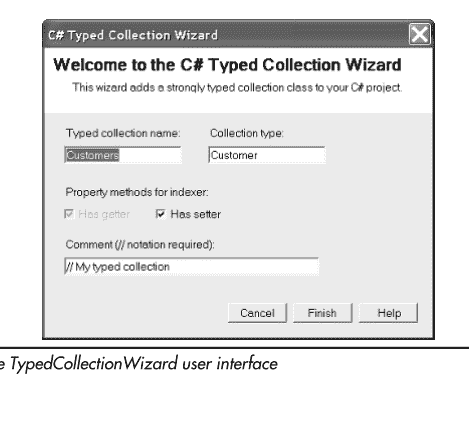 C# Typed Collection Wizard
Welcome to the C# Typed Collection Wizard
This wizard adds a strongly typed collection class to your C# project.
Typed collection name: Collection type:
Customers Customer
Property methods for indexer:
Has getter Has setter
Comment (// notation required):
// My typed collection
Cancel Finish Help
e TypedCollectionWizard user interface